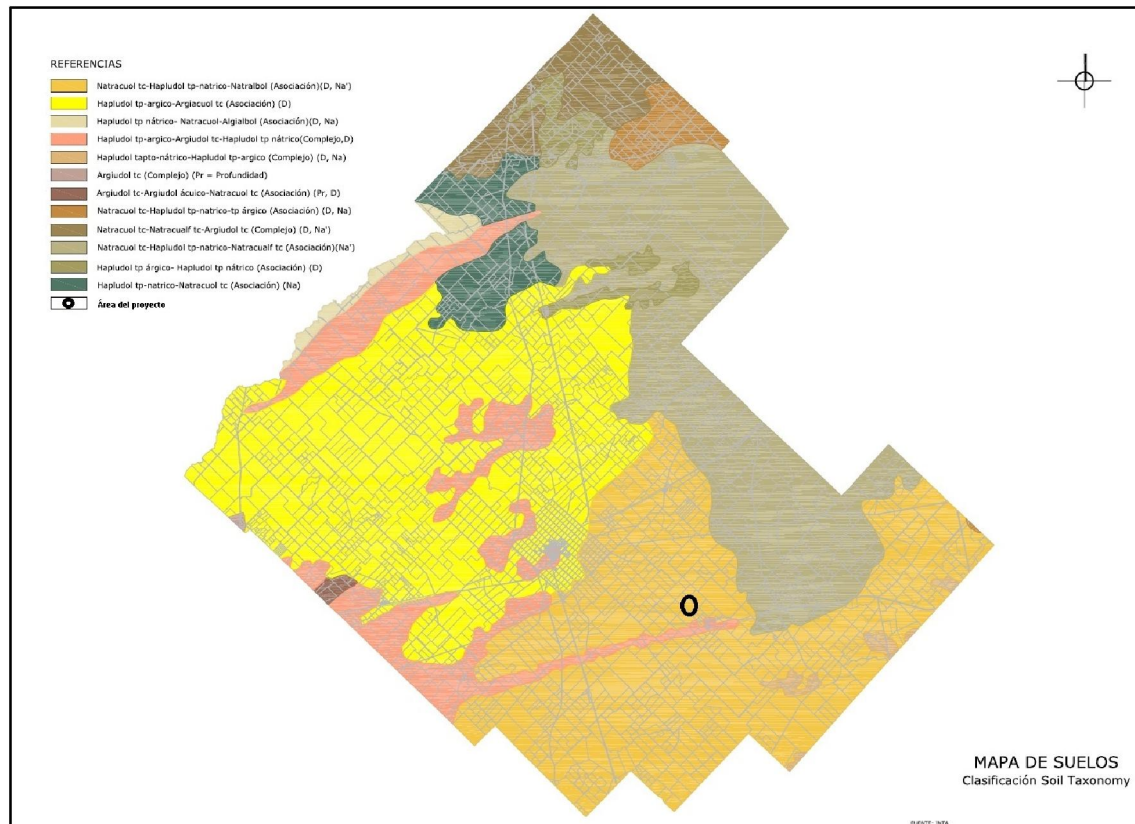 REFERENCIAS
Natracuol tc-Hapludol tp-natrico-Natralbol (Asociación)(D, Na')
Hapludol tp-argico-Argiacuol tc (Asociación) (D)
Hapludol tp nátrico- Natracuol-Algialbol (Asociación)(D, Na)
Hapludol tp-argico-Argiudol tc-Hapludol tp nátrico(Complejo,D)
Hapludol tapto-nátrico-Hapludol tp-argico (Complejo) (D, Na)
Argiudol tc (Complejo) (Pr = Profundidad)
Argiudol tc-Argiudol ácuico-Natracuol tc (Asociación) (Pr, D)
Natracuol tc-Hapludol tp-natrico-tp árgico (Asociación) (D, Na)
Natracuol tc-Natracualf tc-Argiudol tc (Complejo) (D, Na')
Natracuol tc-Hapludol tp-natrico-Natracualf tc (Asociación)(Na')
Hapludol tp árgico- Hapludol tp nátrico (Asociación) (D)
Hapludol tp-natrico-Natracuol tc (Asociación) (Na)
Área del proyecto
MAPA DE SUELOS
Clasificación Soil Taxonomy
FUENTE: INTA